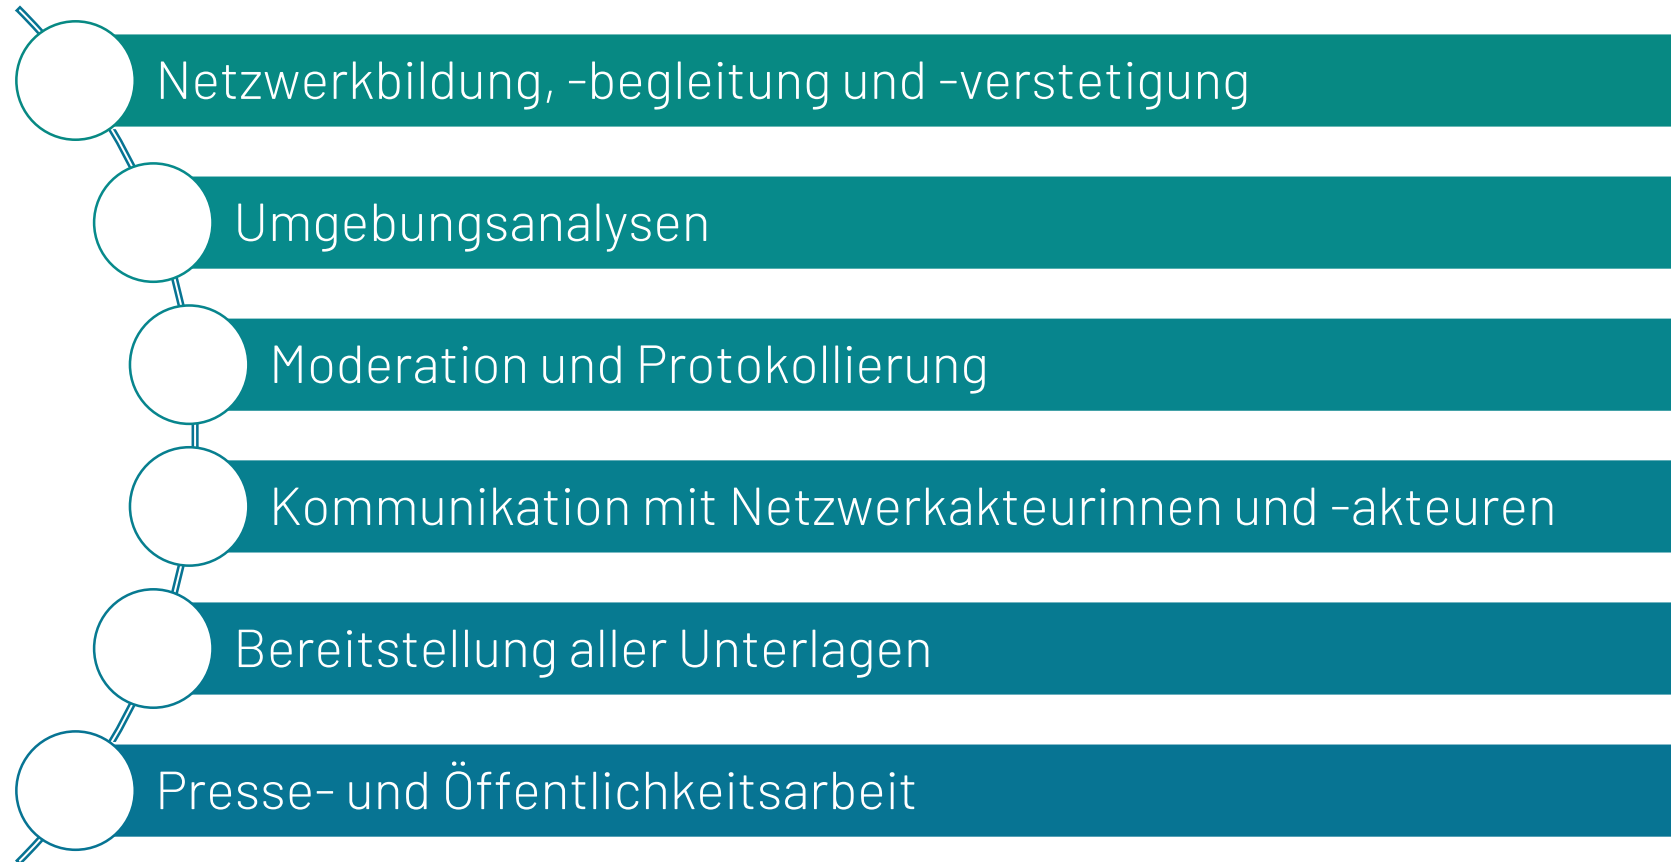 Netzwerkbildung, -begleitung und -verstetigung
Umgebungsanalysen
Moderation und Protokollierung
Kommunikation mit Netzwerkakteurinnen und -akteuren
Bereitstellung aller Unterlagen
Presse- und Öffentlichkeitsarbeit